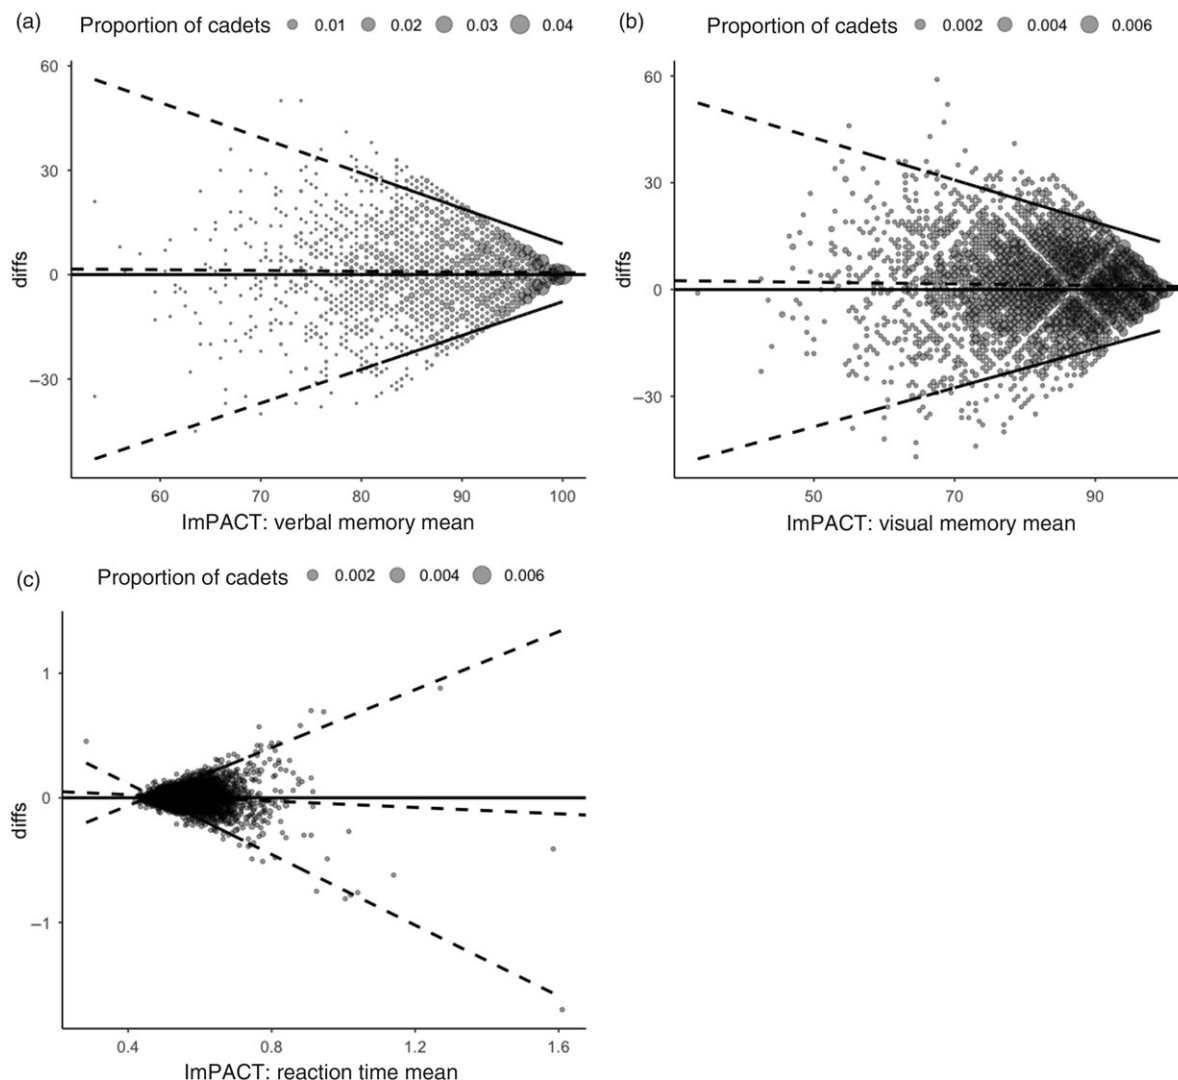 (a) Proportion of cadets 0.01 0.02 0.03 0.04
60
30
0
−30
diffs
60 70 80 90 100
ImPACT: verbal memory mean
(b) Proportion of cadets 0.002 0.004 0.006
60
30
0
−30
diffs
50 70 90
ImPACT: visual memory mean
(c) Proportion of cadets 0.002 0.004 0.006
1
0
−1
diffs
0.4 0.8 1.2 1.6
ImPACT: reaction time mean